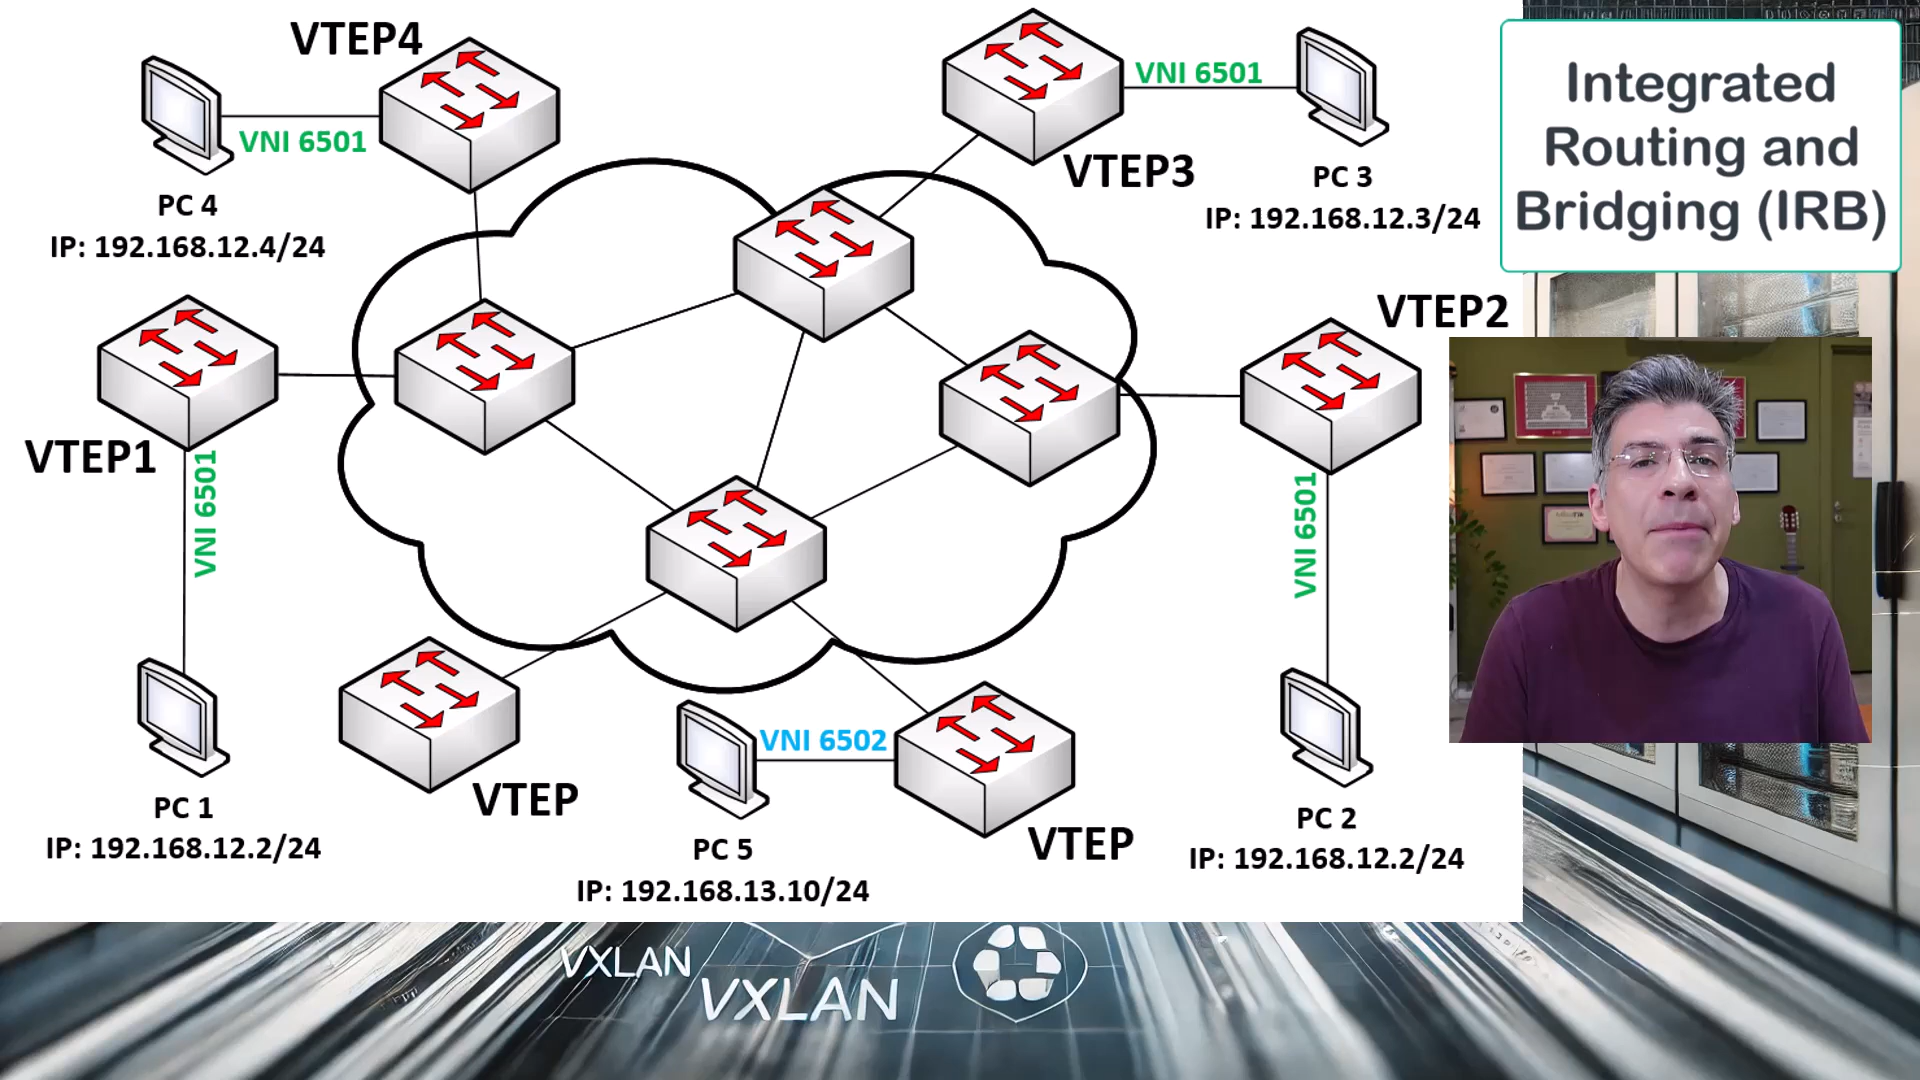 VTEP4
VNI 6501
PC 4
IP: 192.168.12.4/24
VTEP3
VNI 6501
PC 3
IP: 192.168.12.3/24
Integrated
Routing and
Bridging (IRB)
VTEP1
VNI 6501
PC 1
IP: 192.168.12.2/24
VTEP2
VNI 6501
PC 2
IP: 192.168.12.2/24
VTEP
VNI 6502
PC 5
IP: 192.168.13.10/24
VTEP
VXLAN
VXLAN